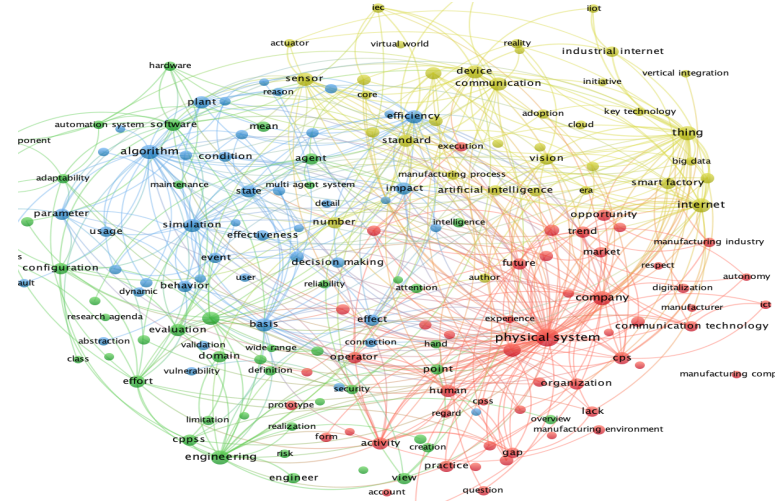 iec
iiot
actuator
virtual world
reality
industrial internet
hardware
sensor
device
communication
vertical integration
reason
core
initiative
plant
efficiency
adoption
key technology
automation system
software
mean
cloud
ponent
standard
thing
execution
algorithm
condition
agent
vision
big data
adaptability
maintenance
multi agent system
manufacturing process
era
smart factory
state
impact
artificial intelligence
detail
internet
parameter
opportunity
usage
simulation
number
intelligence
trend
effectiveness
manufacturing industry
s
event
market
configuration
decision making
future
respect
ault
dynamic
behavior
user
reliability
attention
author
autonomy
digitalization
company
ict
research agenda
manufacturer
evaluation
basis
effect
experience
communication technology
abstraction
validation
wide range
connection
hand
physical system
class
domain
operator
cps
vulnerability
definition
point
manufacturing comp
effort
security
human
organization
prototype
cpss
limitation
regard
lack
realization
overview
cppss
form
activity
creation
manufacturing environment
engineering
risk
gap
practice
engineer
view
account
question